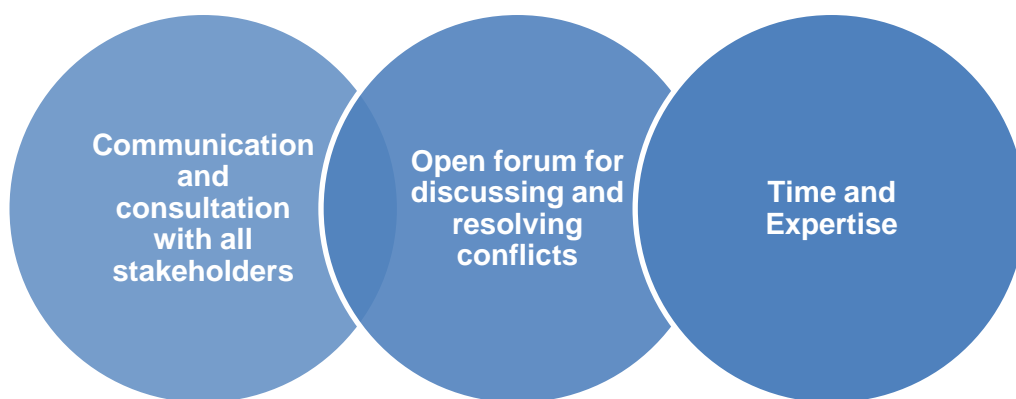 Communication
and
consultation
with all
stakeholders
Open forum for
discussing and
resolving
conflicts
Time and
Expertise